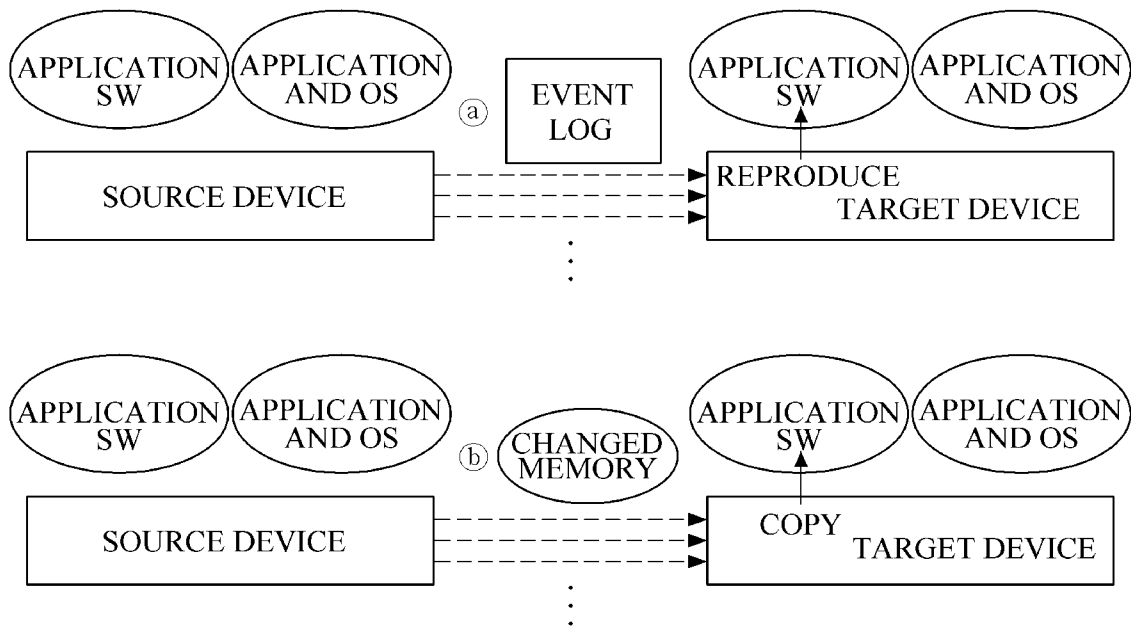 APPLICATION
SW
APPLICATION
AND OS
ⓐ
EVENT
LOG
APPLICATION
SW
APPLICATION
AND OS
SOURCE DEVICE
REPRODUCE
TARGET DEVICE
APPLICATION
SW
APPLICATION
AND OS
ⓑ
CHANGED
MEMORY
APPLICATION
SW
APPLICATION
AND OS
SOURCE DEVICE
COPY
TARGET DEVICE